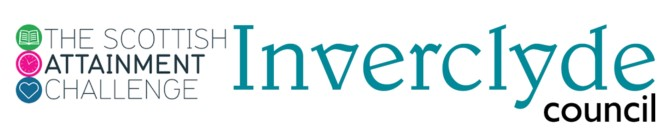 THE SCOTTISH
ATTAINMENT
CHALLENGE
Inverclyde
council